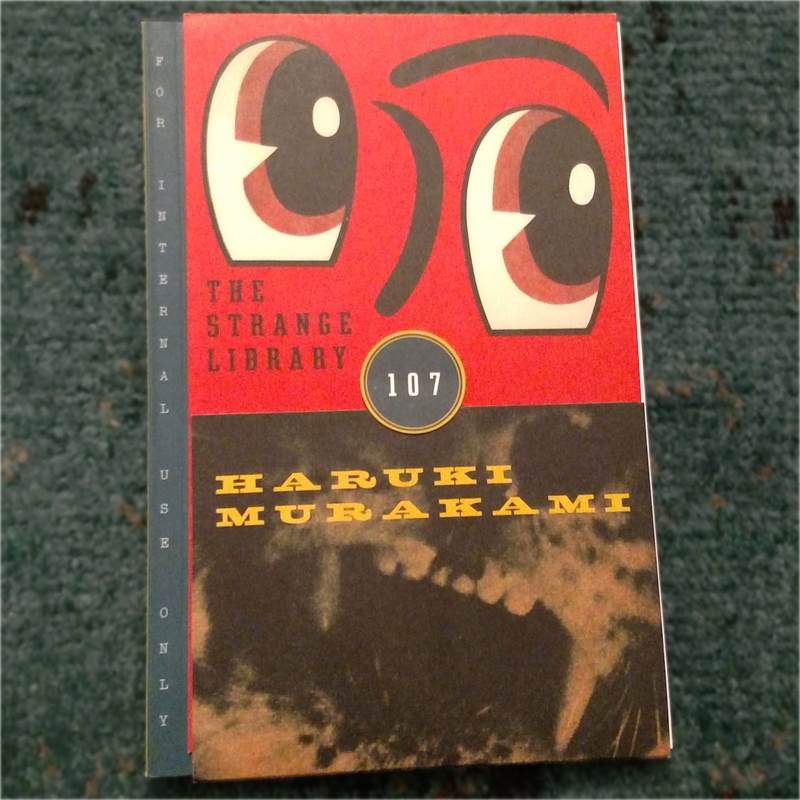 FOR INTERNAL USE ONLY
THE
STRANGE
LIBRARY
107
HARUKI
MURAKAMI